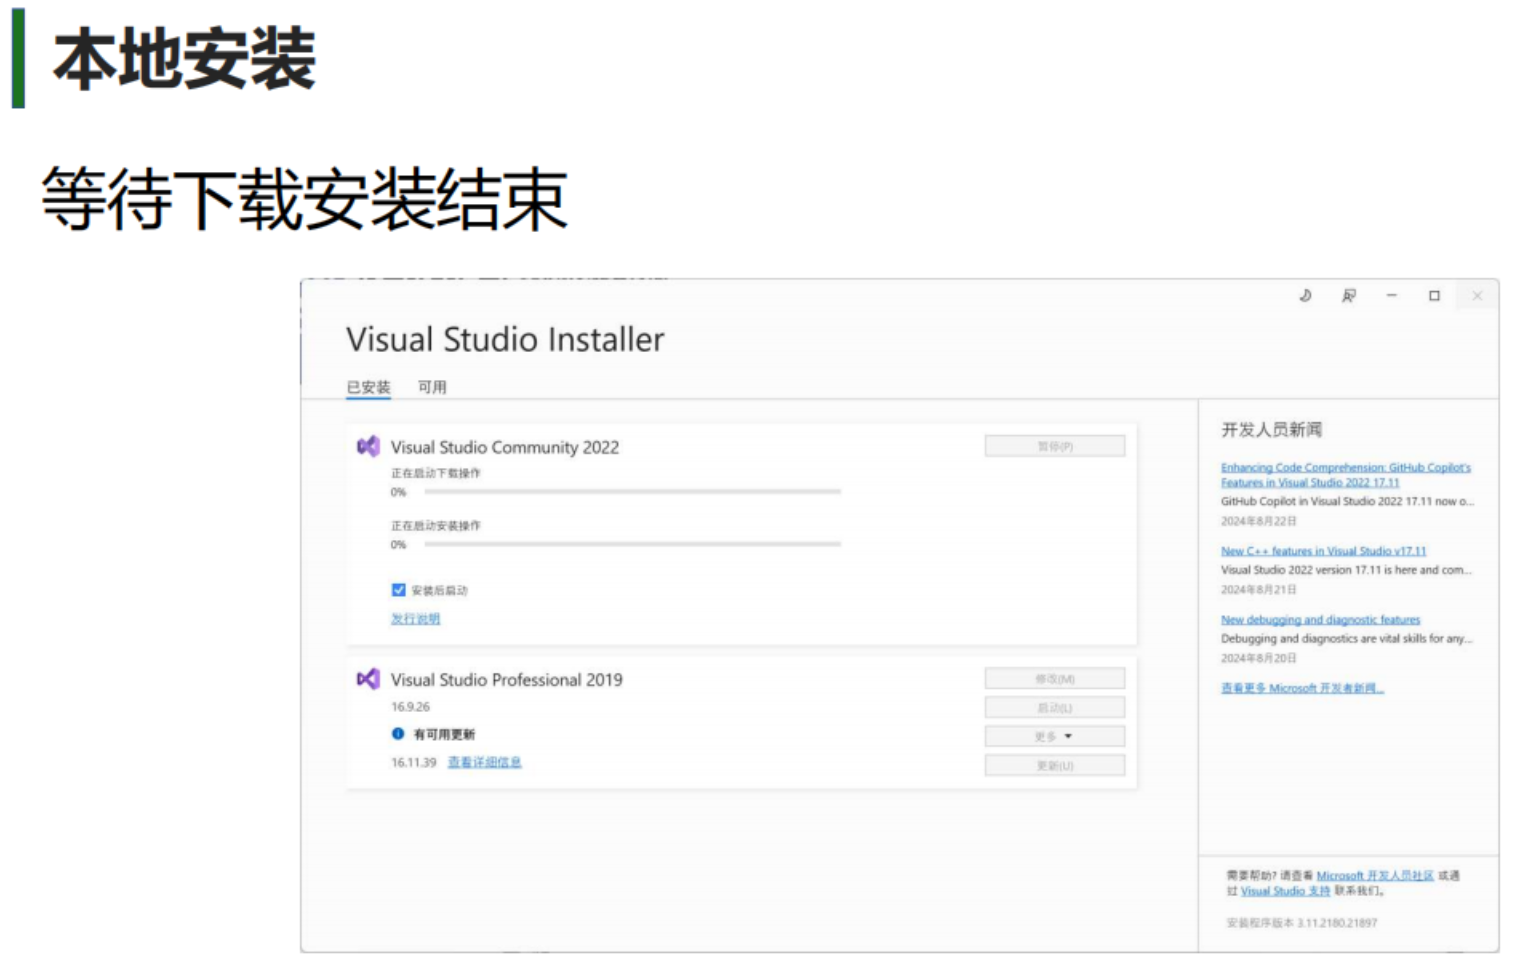 本地安装
等待下载安装结束
Visual Studio Installer
已安装 可用
Visual Studio Community 2022
暂停(P)
正在启动下载操作
0%
正在启动安装操作
0%
安装后启动
发行说明
Visual Studio Professional 2019
修改(M)
16.9.26
启动(L)
有可用更新
更多
16.11.39 查看详细信息
更新(U)
开发人员新闻
Enhancing Code Comprehension: GitHub Copilot's
Features in Visual Studio 2022 17.11
GitHub Copilot in Visual Studio 2022 17.11 now o...
2024年8月22日
New C++ features in Visual Studio v17.11
Visual Studio 2022 version 17.11 is here and com...
2024年8月21日
New debugging and diagnostic features
Debugging and diagnostics are vital skills for any...
2024年8月20日
查看更多 Microsoft 开发者新闻...
需要帮助? 请查看 Microsoft 开发人员社区 或通
过 Visual Studio 支持 联系我们。
安装程序版本 3.11.2180.21897